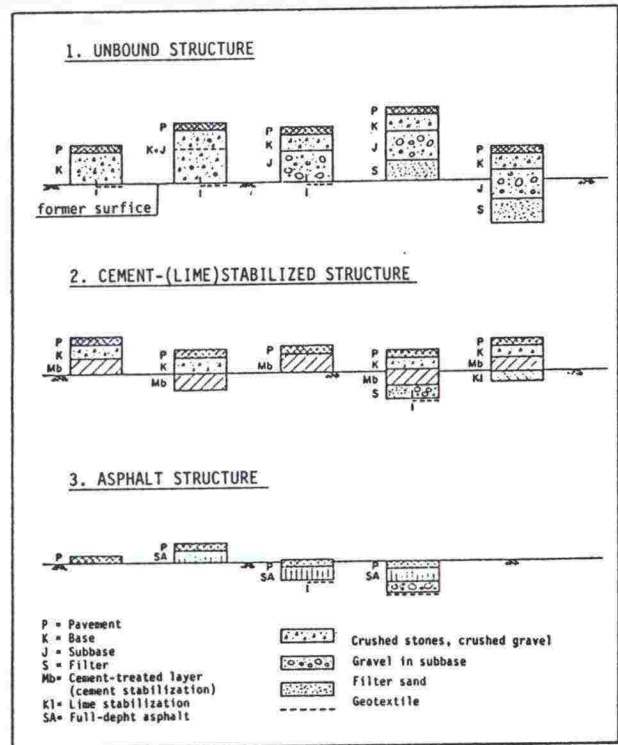 1. UNBOUND STRUCTURE
P
K
I
P
K+J
I
P
K
J
I
P
K
J
S
P
K
J
S
former surfice
2. CEMENT-(LIME)STABILIZED STRUCTURE
P
K
Mb
P
K
Mb
P
Mb
P
K
Mb
S
I
P
K
Mb
Kl
3. ASPHALT STRUCTURE
P
P
SA
P
SA
I
P
SA
P = Pavement
K = Base
J = Subbase
S = Filter
Mb= Cement-treated layer
(cement stabilization)
Kl= Lime stabilization
SA= Full-depht asphalt
Crushed stones, crushed gravel
Gravel in subbase
Filter sand
Geotextile